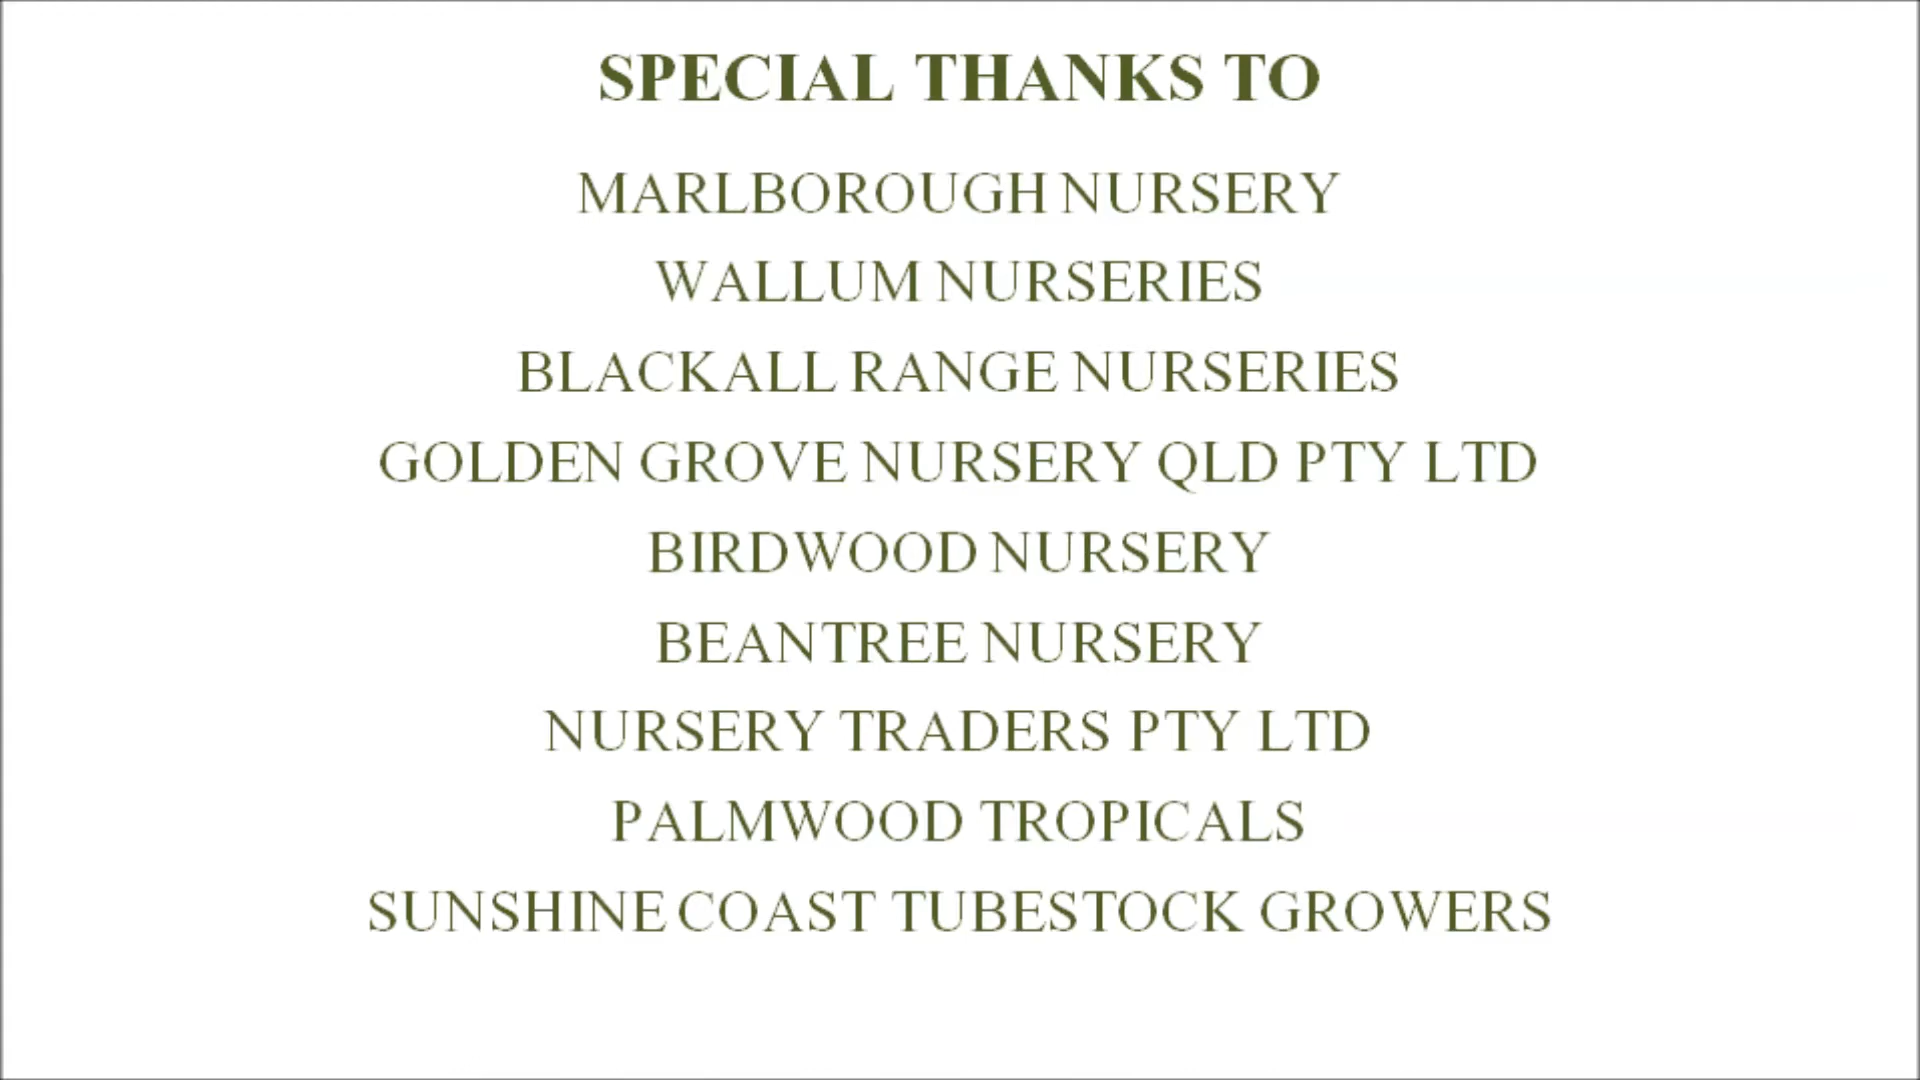 SPECIAL THANKS TO
MARLBOROUGH NURSERY
WALLUM NURSERIES
BLACKALL RANGE NURSERIES
GOLDEN GROVE NURSERY QLD PTY LTD
BIRDWOOD NURSERY
BEANTREE NURSERY
NURSERY TRADERS PTY LTD
PALMWOOD TROPICALS
SUNSHINE COAST TUBESTOCK GROWERS